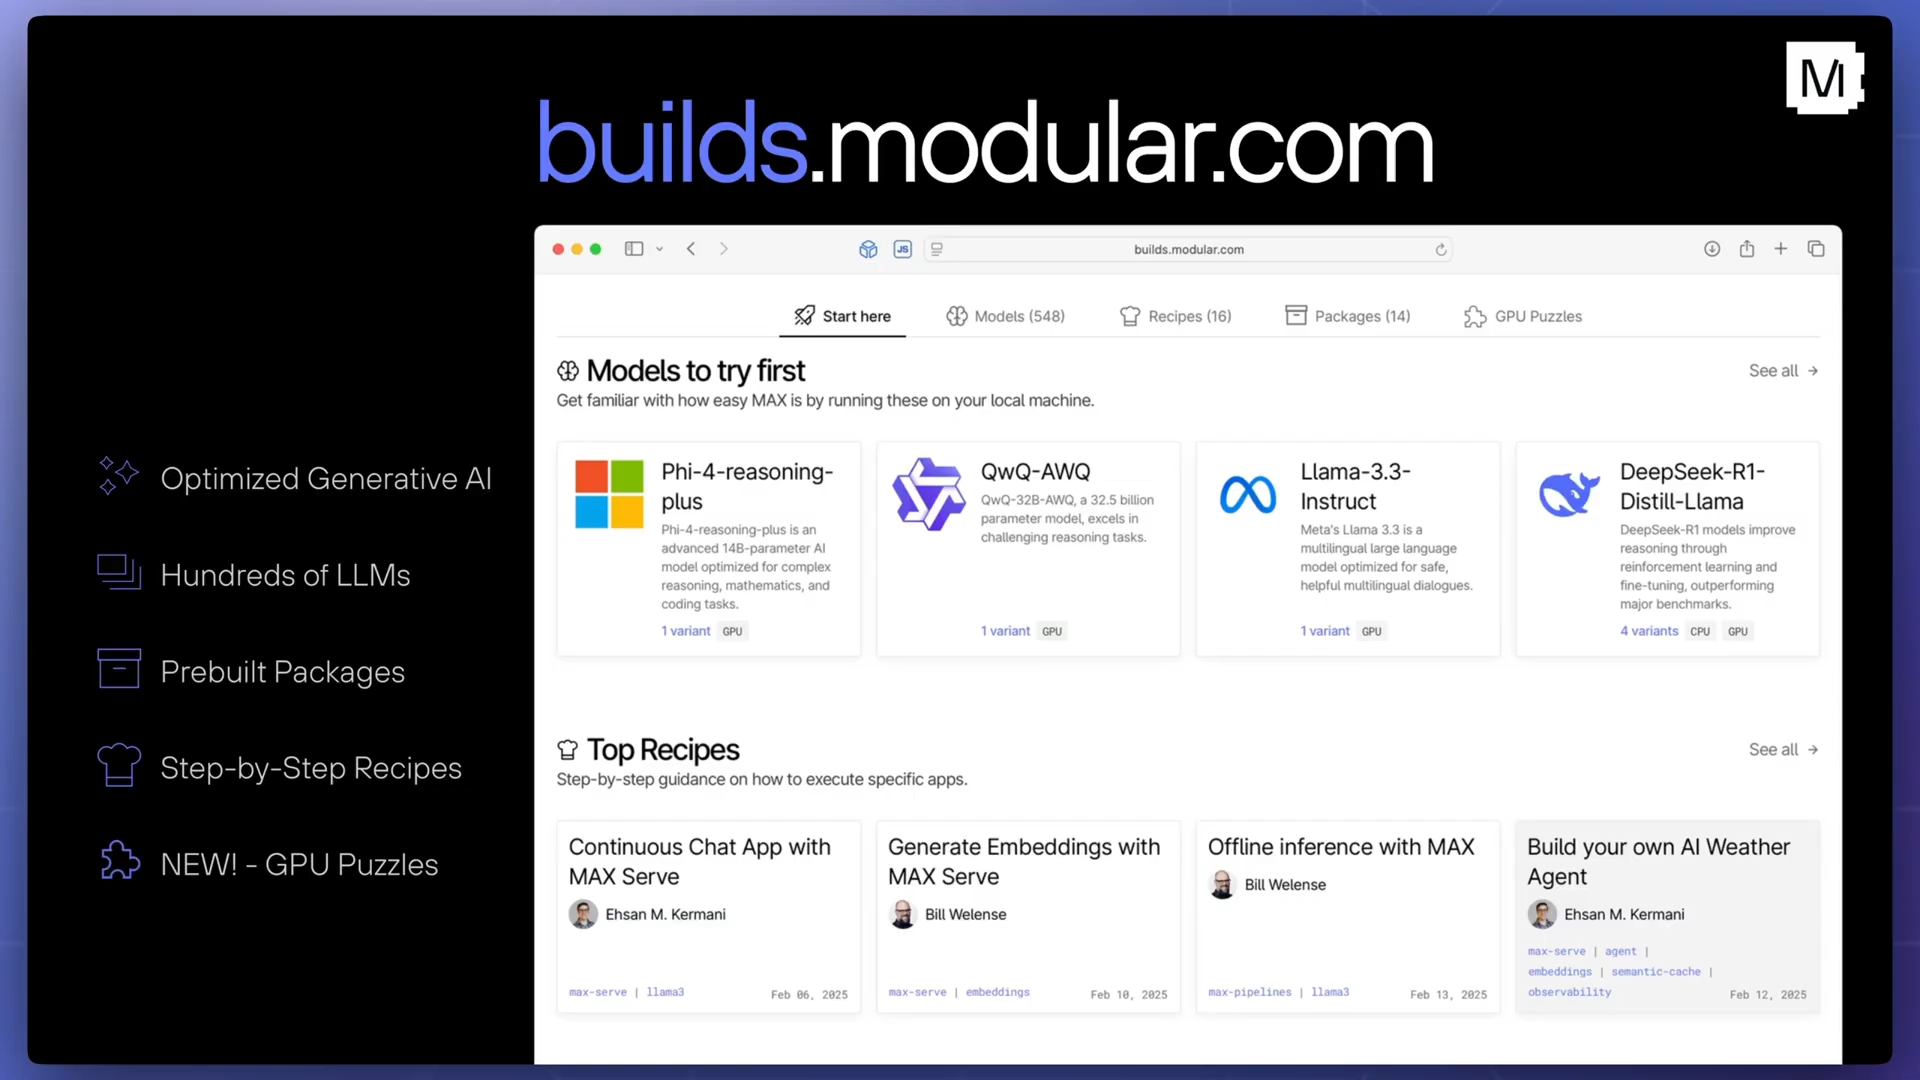 M
builds.modular.com
Optimized Generative AI
Hundreds of LLMs
Prebuilt Packages
Step-by-Step Recipes
NEW! - GPU Puzzles
JS
builds.modular.com
Start here
Models (548)
Recipes (16)
Packages (14)
GPU Puzzles
Models to try first
See all →
Get familiar with how easy MAX is by running these on your local machine.
Phi-4-reasoning-
plus
Phi-4-reasoning-plus is an
advanced 14B-parameter AI
model optimized for complex
reasoning, mathematics, and
coding tasks.
1 variant GPU
QwQ-AWQ
QwQ-32B-AWQ, a 32.5 billion
parameter model, excels in
challenging reasoning tasks.
1 variant GPU
Llama-3.3-
Instruct
Meta's Llama 3.3 is a
multilingual large language
model optimized for safe,
helpful multilingual dialogues.
1 variant GPU
DeepSeek-R1-
Distill-Llama
DeepSeek-R1 models improve
reasoning through
reinforcement learning and
fine-tuning, outperforming
major benchmarks.
4 variants CPU GPU
Top Recipes
See all →
Step-by-step guidance on how to execute specific apps.
Continuous Chat App with
MAX Serve
Ehsan M. Kermani
max-serve | llama3
Feb 06, 2025
Generate Embeddings with
MAX Serve
Bill Welense
max-serve | embeddings
Feb 10, 2025
Offline inference with MAX
Bill Welense
max-pipelines | llama3
Feb 13, 2025
Build your own AI Weather
Agent
Ehsan M. Kermani
max-serve | agent |
embeddings | semantic-cache |
observability
Feb 12, 2025